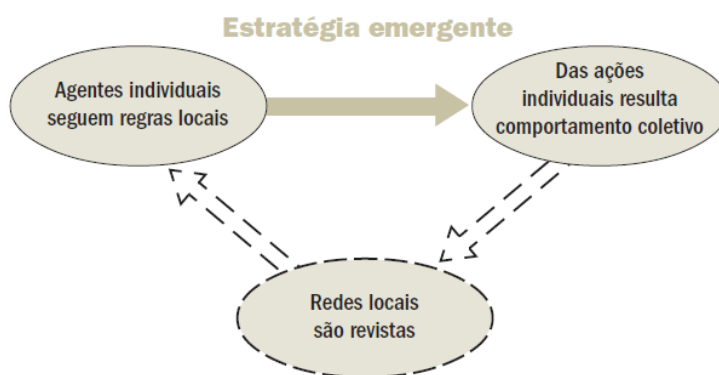 Estratégia emergente
Agentes individuais
seguem regras locais
Das ações
individuais resulta
comportamento coletivo
Redes locais
são revistas